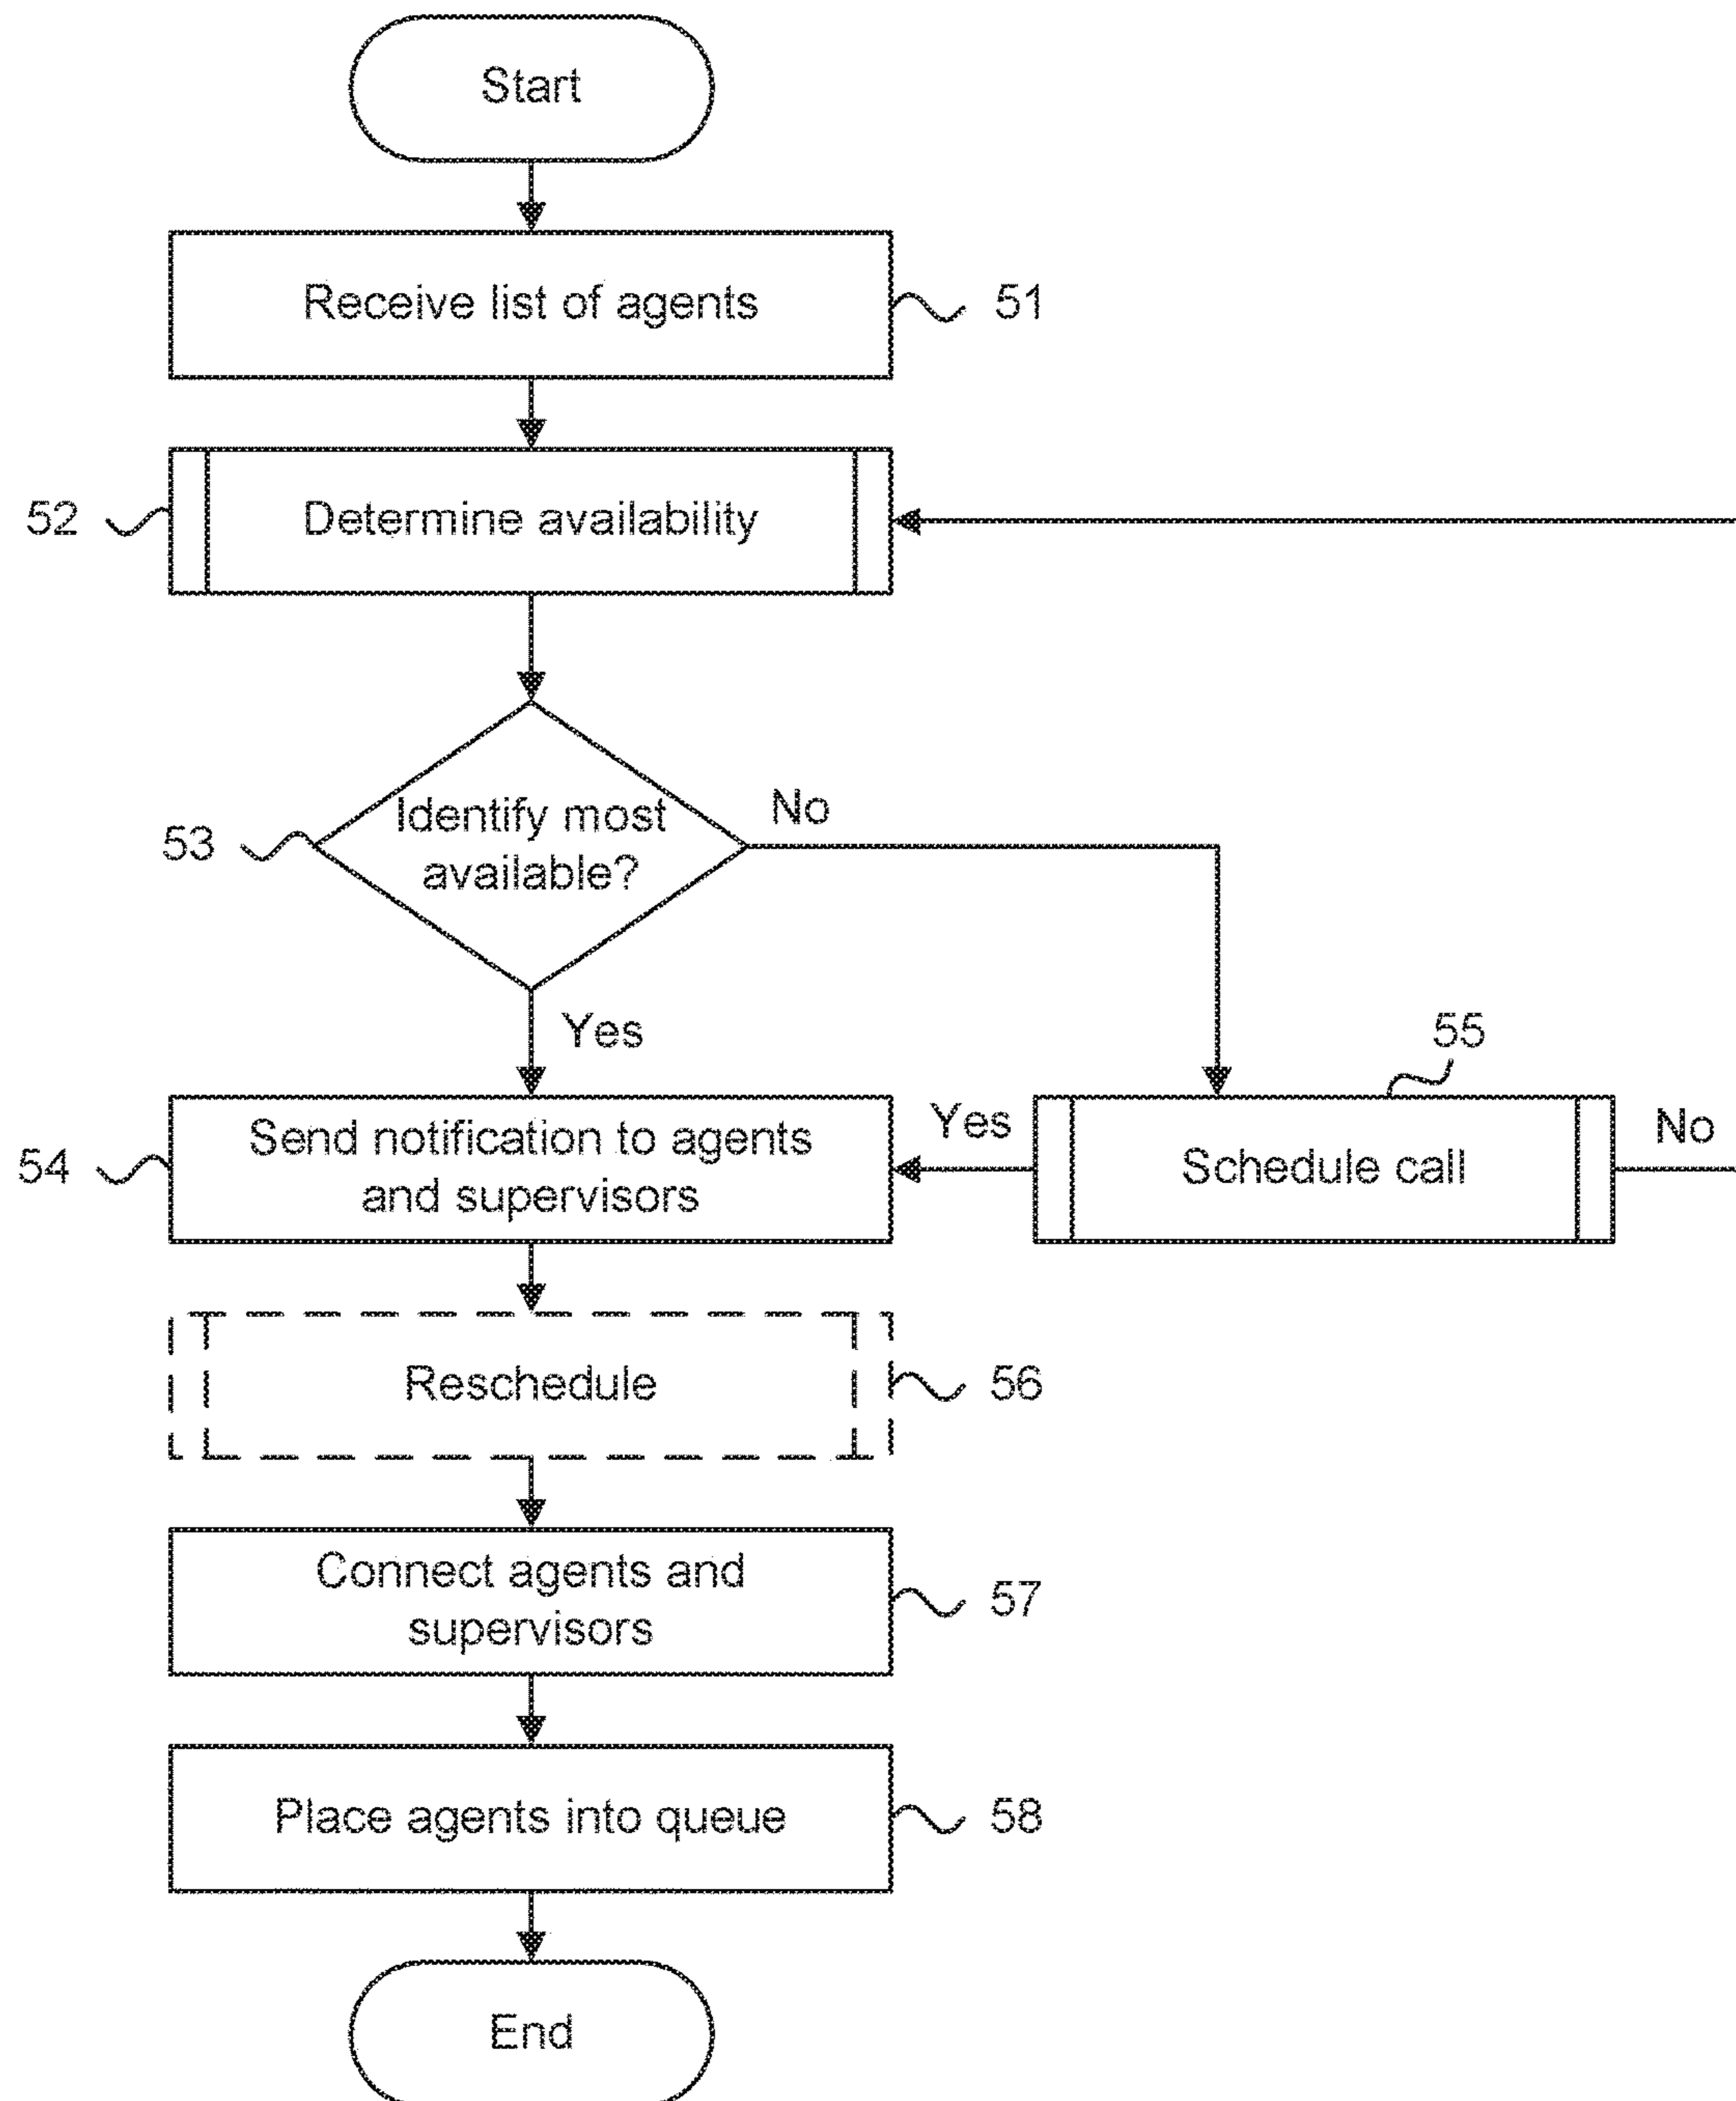 Start
Receive list of agents
51
52
Determine availability
53
Identify most
available?
No
Yes
55
54
Send notification to agents
and supervisors
Yes
Schedule call
No
Reschedule
56
Connect agents and
supervisors
57
Place agents into queue
58
End